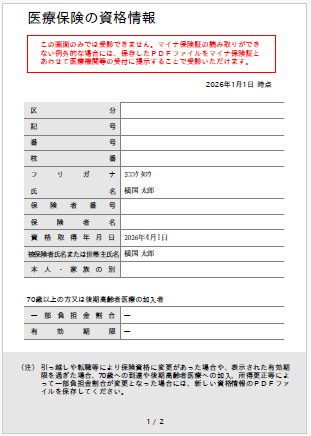 医療保険の資格情報
この画面のみでは受診できません。マイナ保険証の読み取りができ
ない例外的な場合には、保存したPDFファイルをマイナ保険証と
あわせて医療機関等の受付に提示することで受診いただけます。
2026年1月1日 時点
区分
記号
番号
枝番
フリガナ ﾖｺｺｸ ﾀﾛｳ
氏名 横国 太郎
保険者番号
保険者名
資格取得年月日 2026年4月1日
被保険者氏名または世帯主氏名 横国 太郎
本人・家族の別
70歳以上の方又は後期高齢者医療の加入者
一部負担金割合 ー
有効期限 ー
（注） 引っ越しや転職等により保険資格に変更があった場合や、表示された有効期
限を過ぎた場合、70歳への到達や後期高齢者医療への加入、所得更正等によ
って一部負担金割合が変更となった場合には、新しい資格情報のPDFファ
イルを保存してください。
1 / 2